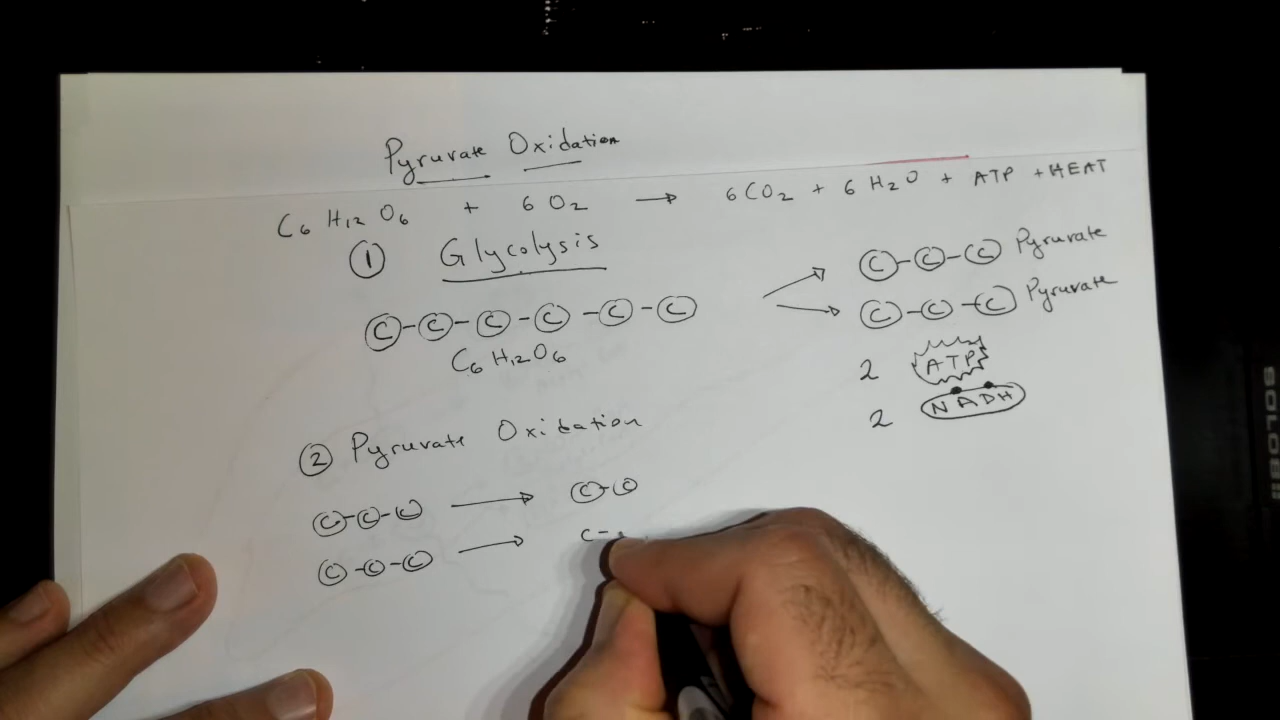 Pyruvate Oxidation
C6 H12 O6 + 6 O2 → 6 CO2 + 6 H2O + ATP + HEAT
① Glycolysis
C-C-C Pyruvate
C-C-C-C-C-C
C-C-C Pyruvate
C6 H12 O6
2 ATP
2 NADH
② Pyruvate Oxidation
C-C-C → C-C
C-C-C → C-